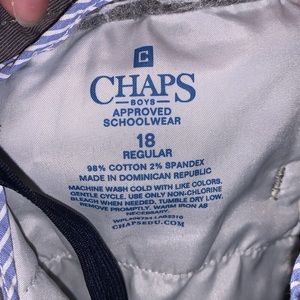 C
CHAPS
BOYS
APPROVED
SCHOOLWEAR
18
REGULAR
98% COTTON 2% SPANDEX
MADE IN DOMINICAN REPUBLIC
MACHINE WASH COLD WITH LIKE COLORS.
GENTLE CYCLE. USE ONLY NON-CHLORINE
BLEACH WHEN NEEDED. TUMBLE DRY LOW.
REMOVE PROMPTLY. WARM IRON AS
NECESSARY.
CHAPSEDU.COM